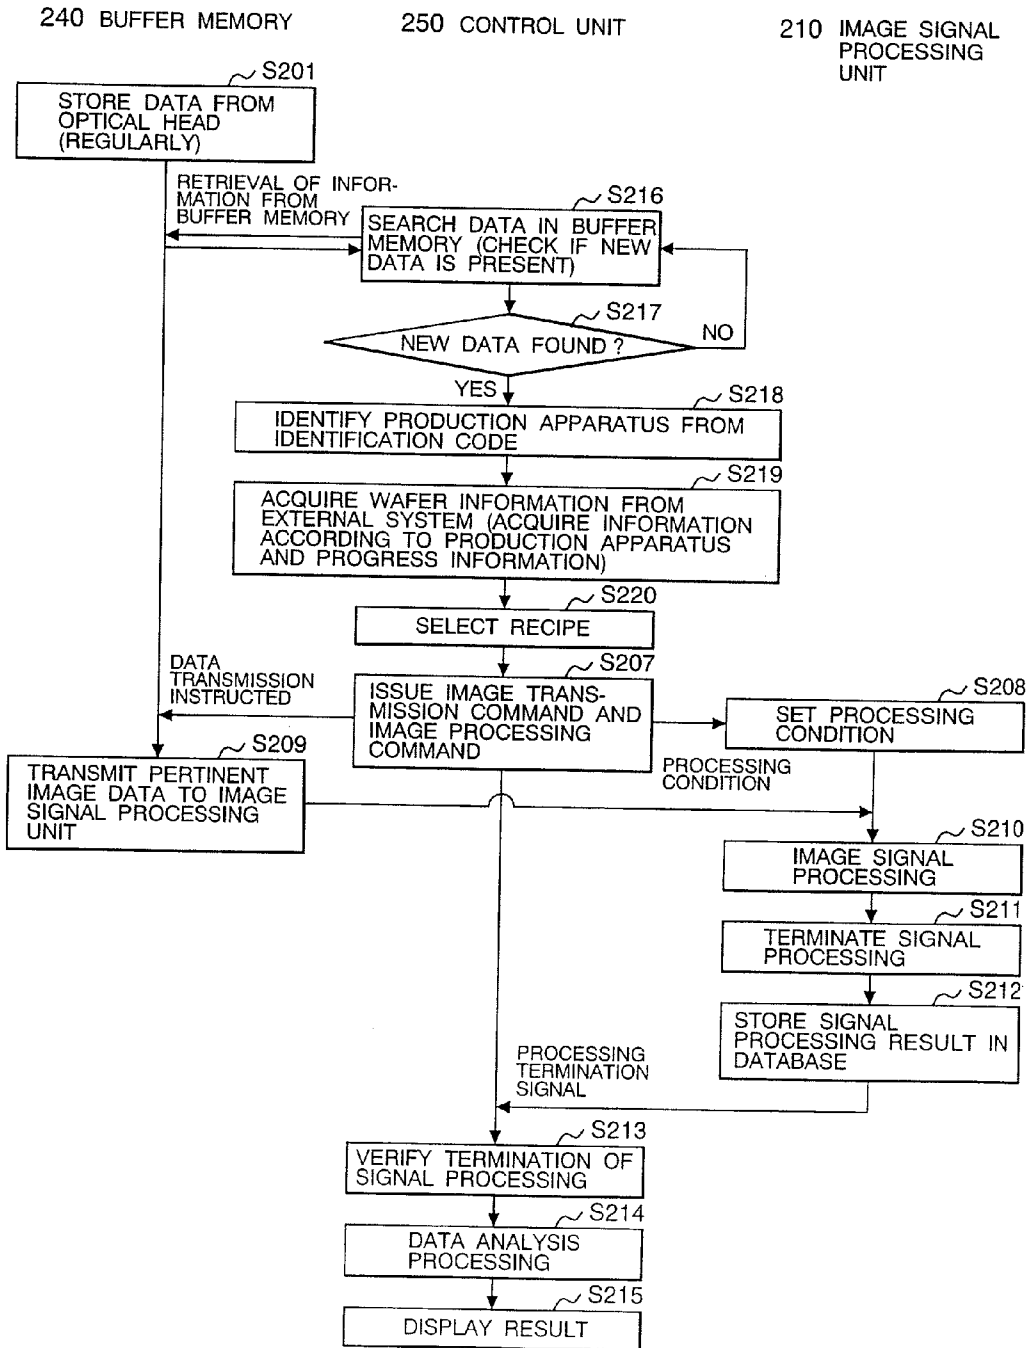 240 BUFFER MEMORY
250 CONTROL UNIT
210 IMAGE SIGNAL
PROCESSING
UNIT
S201
STORE DATA FROM
OPTICAL HEAD
(REGULARLY)
RETRIEVAL OF INFOR-
MATION FROM
BUFFER MEMORY
S216
SEARCH DATA IN BUFFER
MEMORY (CHECK IF NEW
DATA IS PRESENT)
S217
NEW DATA FOUND?
NO
YES
S218
IDENTIFY PRODUCTION APPARATUS FROM
IDENTIFICATION CODE
S219
ACQUIRE WAFER INFORMATION FROM
EXTERNAL SYSTEM (ACQUIRE INFORMATION
ACCORDING TO PRODUCTION APPARATUS
AND PROGRESS INFORMATION)
S220
SELECT RECIPE
DATA
TRANSMISSION
INSTRUCTED
S207
ISSUE IMAGE TRANS-
MISSION COMMAND AND
IMAGE PROCESSING
COMMAND
S208
SET PROCESSING
CONDITION
PROCESSING
CONDITION
S209
TRANSMIT PERTINENT
IMAGE DATA TO IMAGE
SIGNAL PROCESSING
UNIT
S210
IMAGE SIGNAL
PROCESSING
S211
TERMINATE SIGNAL
PROCESSING
S212
STORE SIGNAL
PROCESSING RESULT IN
DATABASE
PROCESSING
TERMINATION
SIGNAL
S213
VERIFY TERMINATION OF
SIGNAL PROCESSING
S214
DATA ANALYSIS
PROCESSING
S215
DISPLAY RESULT